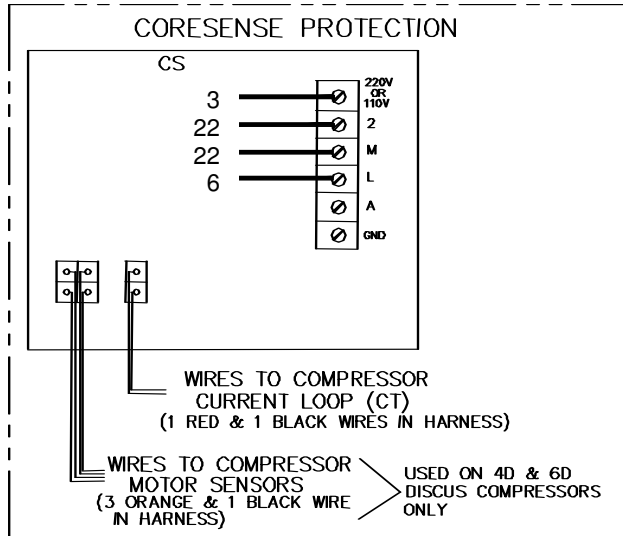 CORESENSE PROTECTION
CS
220V
OR
110V
3
22
2
22
M
6
L
A
GND
WIRES TO COMPRESSOR
CURRENT LOOP (CT)
(1 RED & 1 BLACK WIRES IN HARNESS)
WIRES TO COMPRESSOR
MOTOR SENSORS
(3 ORANGE & 1 BLACK WIRE
IN HARNESS)
USED ON 4D & 6D
DISCUS COMPRESSORS
ONLY